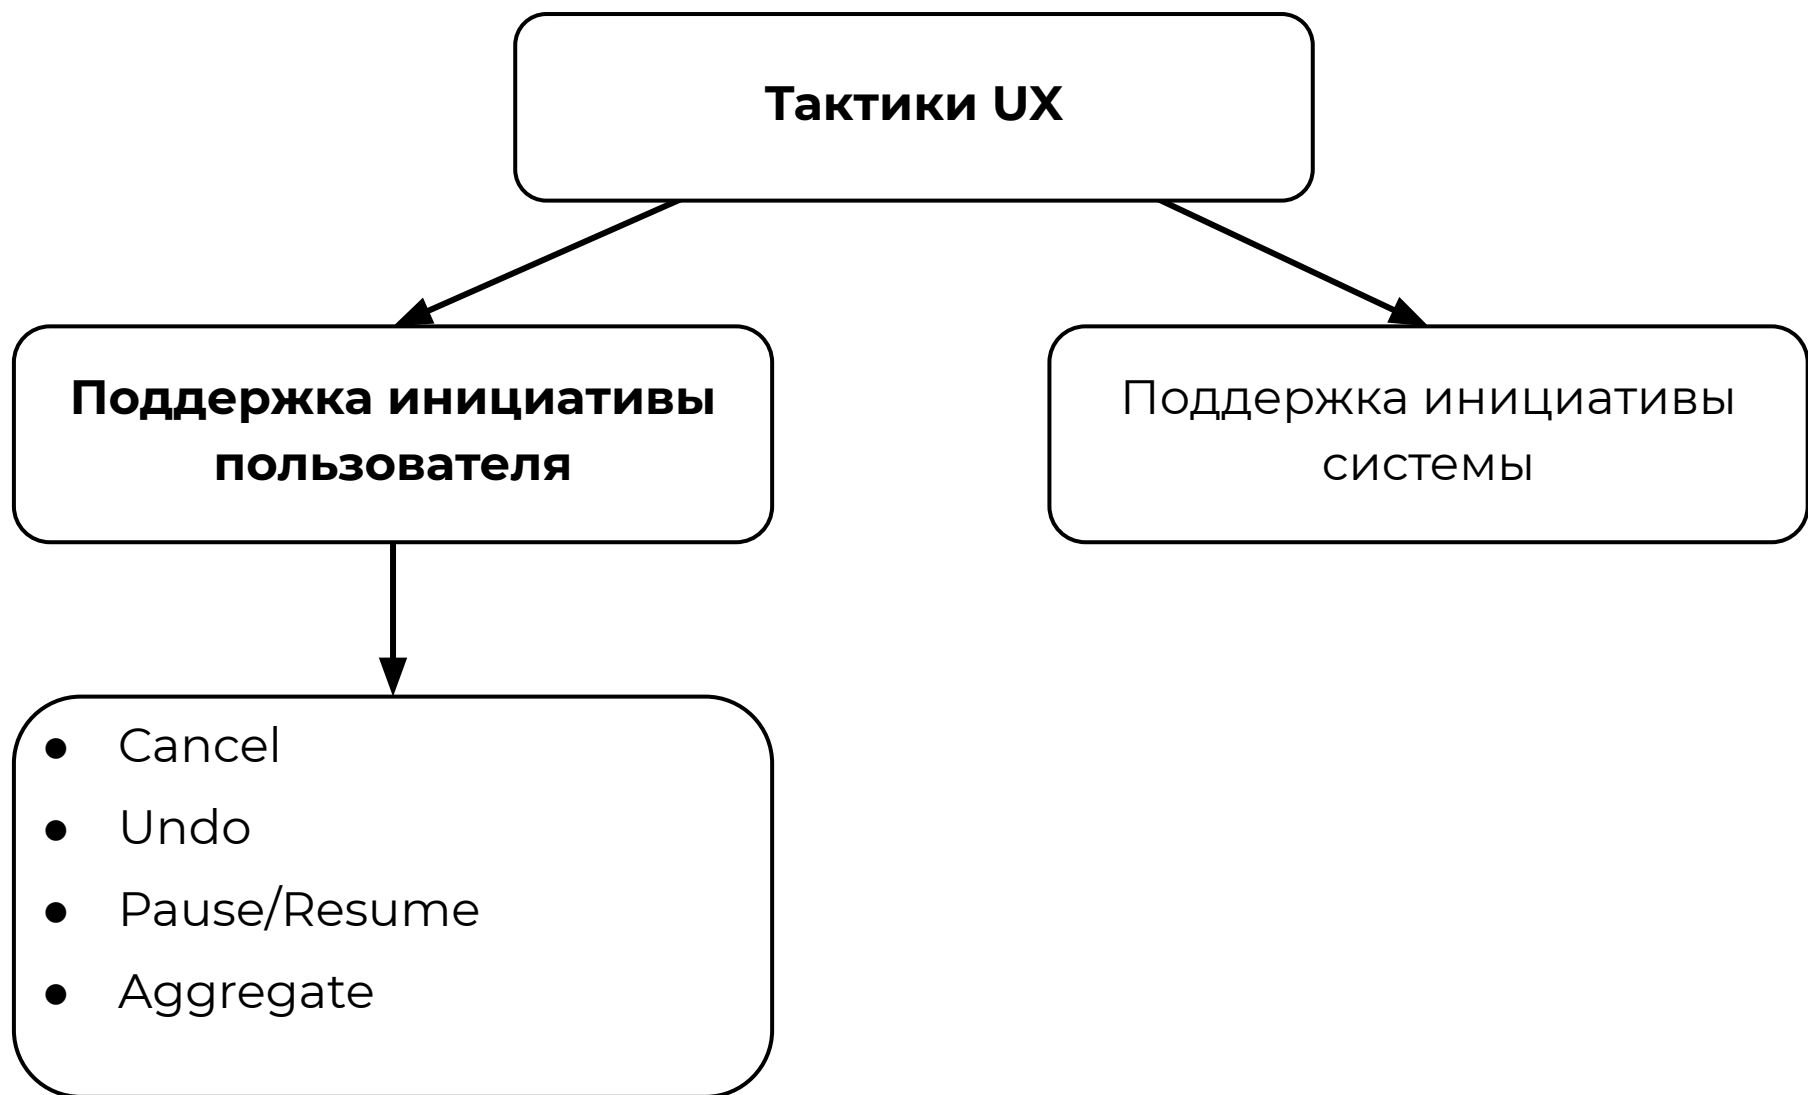 Тактики UX
Поддержка инициативы
пользователя
Поддержка инициативы
системы
● Cancel
● Undo
● Pause/Resume
● Aggregate